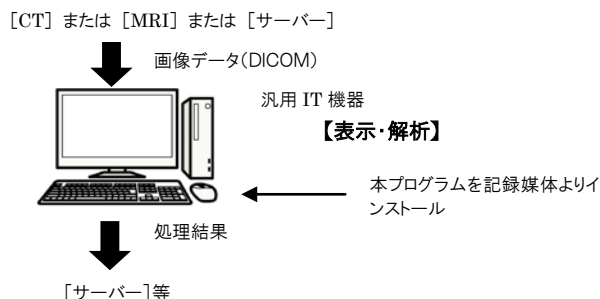 ［CT］または［MRI］または［サーバー］
画像データ（DICOM）
汎用 IT 機器
【表示・解析】
本プログラムを記録媒体よりイ
ンストール
処理結果
［サーバー］等